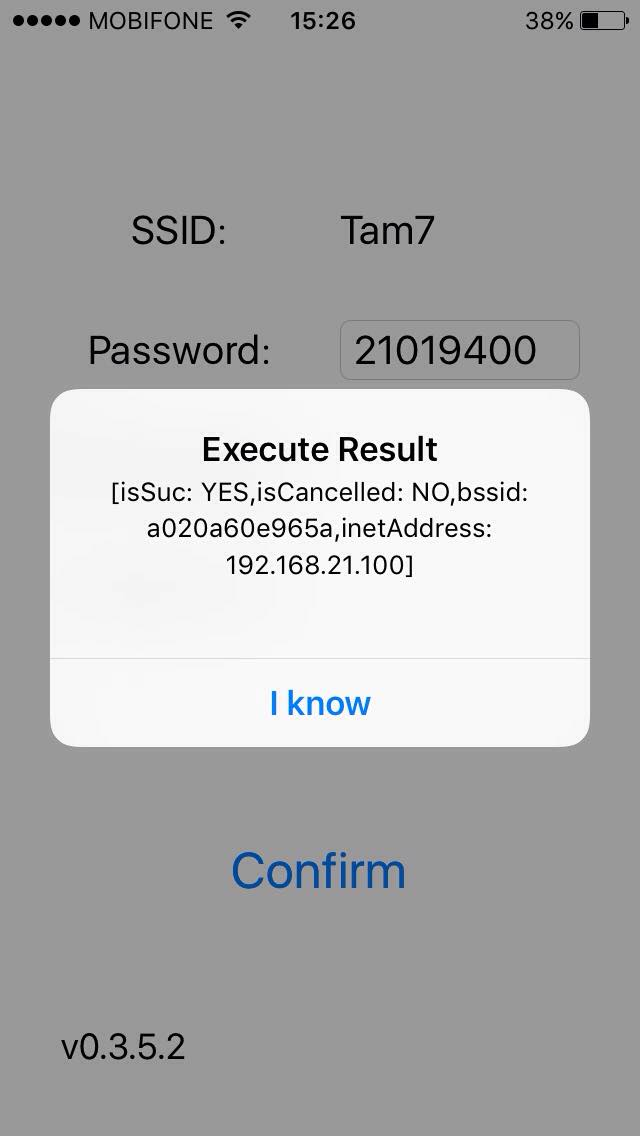 MOBIFONE 15:26 38%
SSID: Tam7
Password: 21019400
Execute Result
[isSuc: YES,isCancelled: NO,bssid:
a020a60e965a,inetAddress:
192.168.21.100]
I know
Confirm
v0.3.5.2